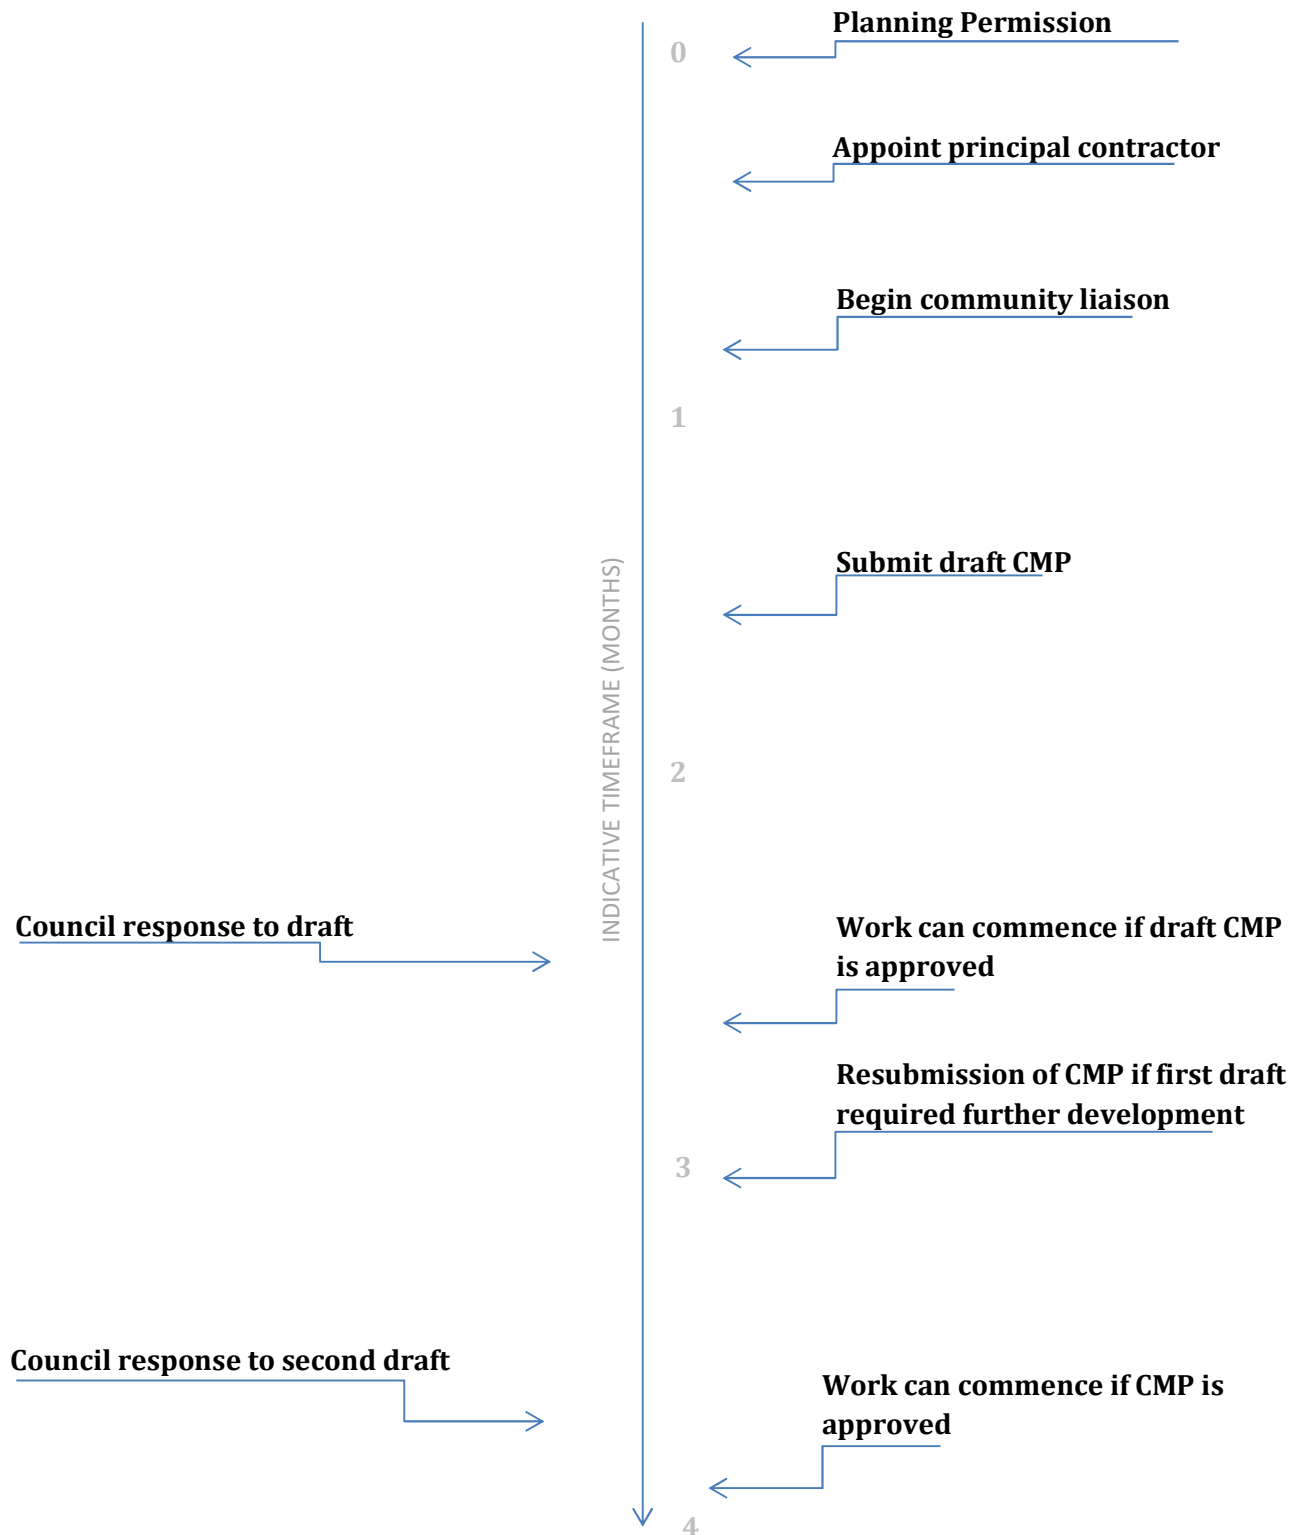 Planning Permission
0
Appoint principal contractor
Begin community liaison
1
Submit draft CMP
INDICATIVE TIMEFRAME (MONTHS)
2
Council response to draft
Work can commence if draft CMP
is approved
Resubmission of CMP if first draft
required further development
3
Council response to second draft
Work can commence if CMP is
approved
4